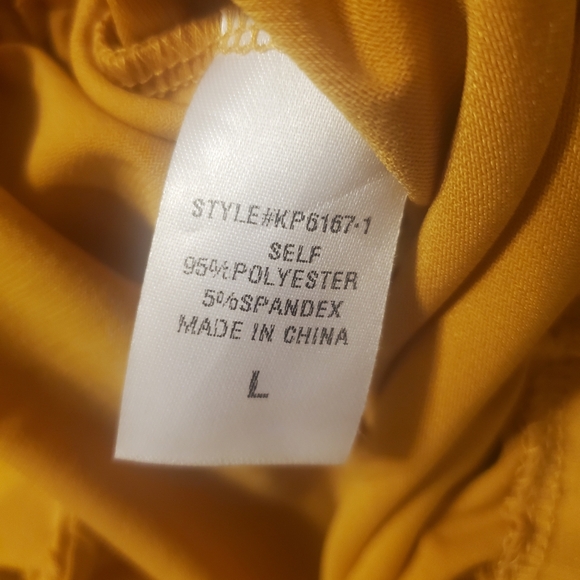 STYLE#KP6167-1
SELF
95%POLYESTER
5%SPANDEX
MADE IN CHINA
L